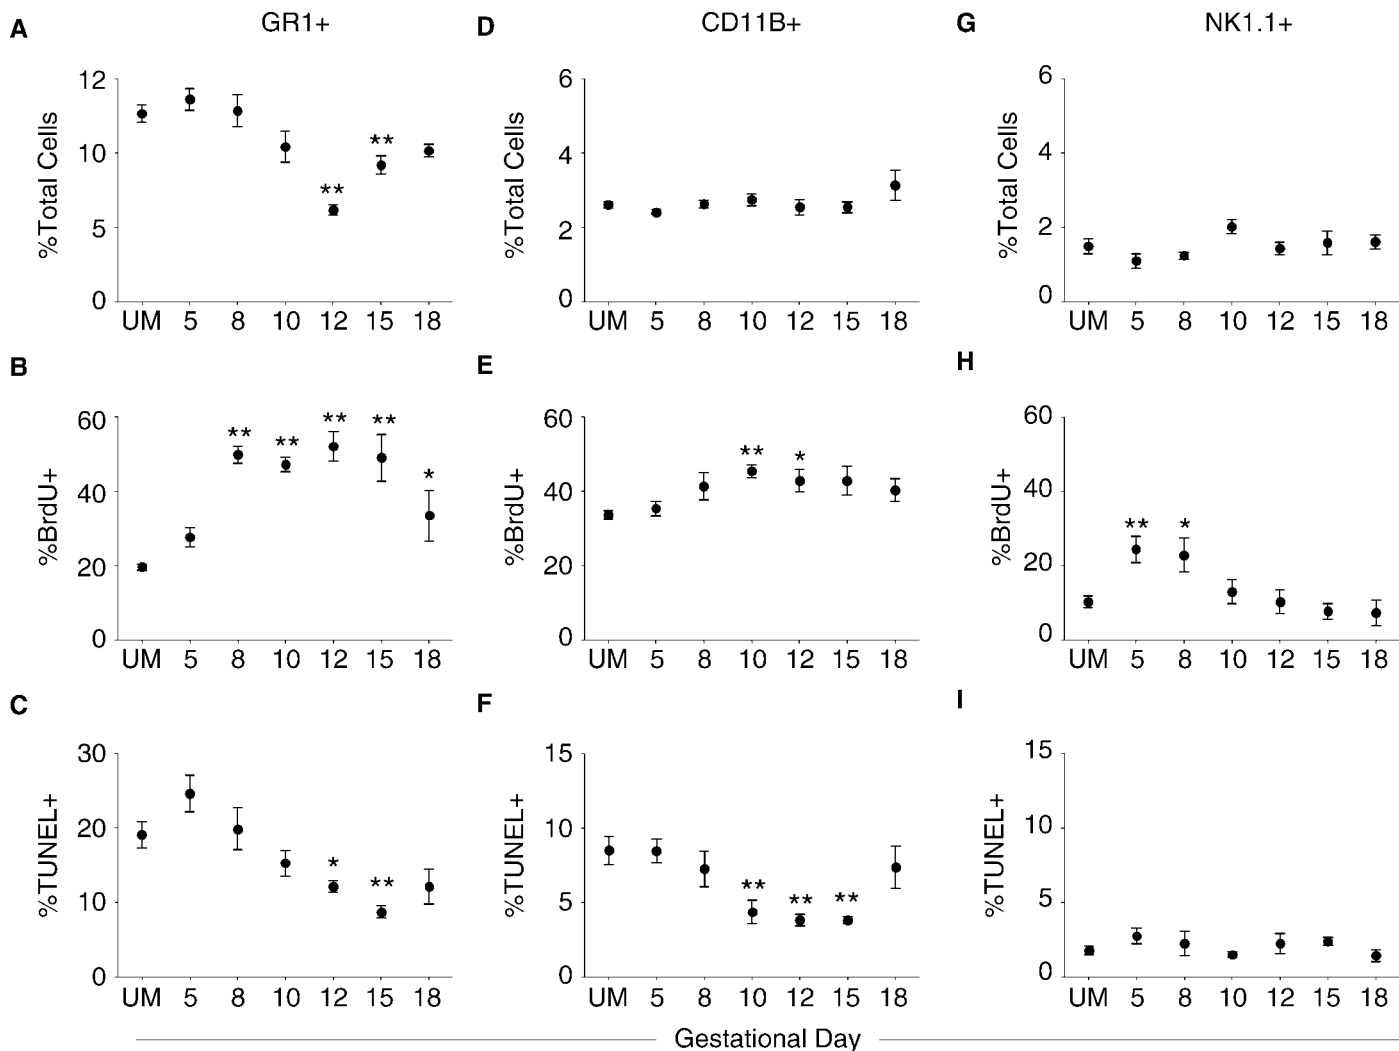 A GR1+ D CD11B+ G NK1.1+
%Total Cells
12
10
5
0
**
**
UM 5 8 10 12 15 18
%Total Cells
6
4
2
0
UM 5 8 10 12 15 18
%Total Cells
6
4
2
0
UM 5 8 10 12 15 18
B
%BrdU+
60
40
20
0
** ** ** ** *
UM 5 8 10 12 15 18
E
%BrdU+
60
40
20
0
** *
UM 5 8 10 12 15 18
H
%BrdU+
60
40
20
0
** *
UM 5 8 10 12 15 18
C
%TUNEL+
30
20
10
0
* **
UM 5 8 10 12 15 18
F
%TUNEL+
15
10
5
0
** ** **
UM 5 8 10 12 15 18
I
%TUNEL+
15
10
5
0
UM 5 8 10 12 15 18
Gestational Day